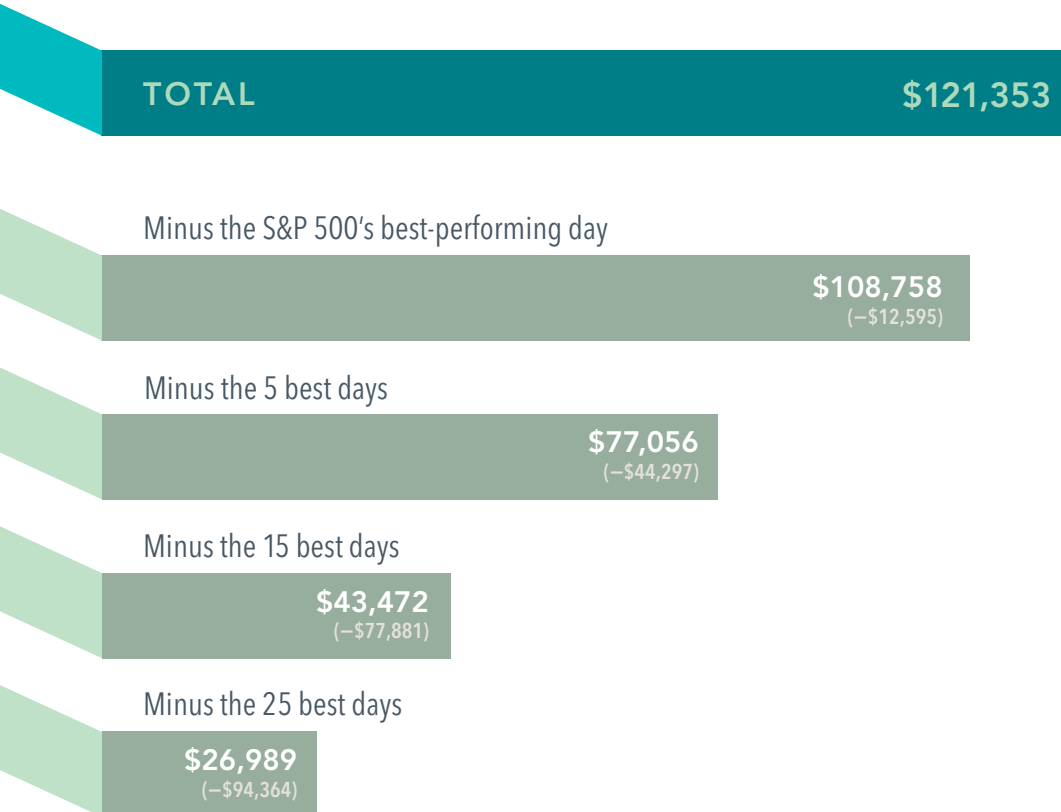 TOTAL $121,353
Minus the S&P 500’s best-performing day
$108,758
(—$12,595)
Minus the 5 best days
$77,056
(—$44,297)
Minus the 15 best days
$43,472
(—$77,881)
Minus the 25 best days
$26,989
(—$94,364)